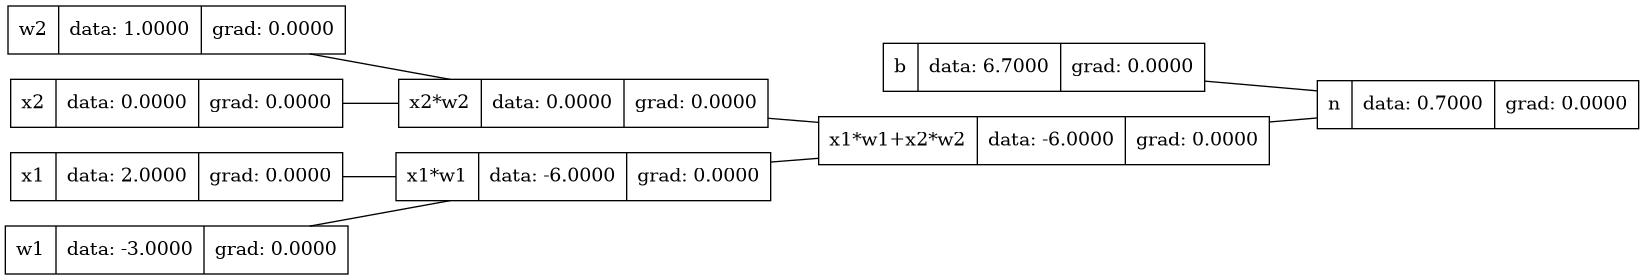 w2 data: 1.0000 grad: 0.0000
x2 data: 0.0000 grad: 0.0000
x1 data: 2.0000 grad: 0.0000
w1 data: -3.0000 grad: 0.0000
x2*w2 data: 0.0000 grad: 0.0000
x1*w1 data: -6.0000 grad: 0.0000
b data: 6.7000 grad: 0.0000
x1*w1+x2*w2 data: -6.0000 grad: 0.0000
n data: 0.7000 grad: 0.0000